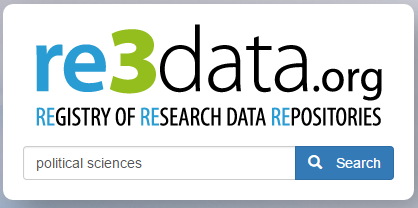 re3data.org
REGISTRY OF RESEARCH DATA REPOSITORIES
political sciences Search